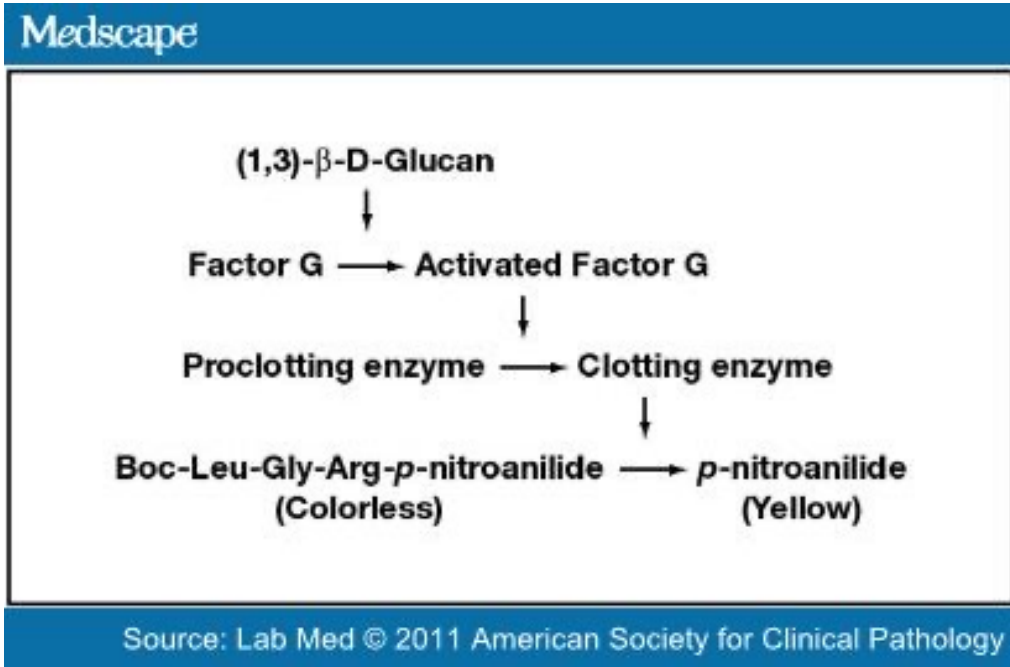 Medscape
(1,3)-β-D-Glucan
Factor G → Activated Factor G
Proclotting enzyme → Clotting enzyme
Boc-Leu-Gly-Arg-p-nitroanilide → p-nitroanilide
(Colorless) (Yellow)
Source: Lab Med © 2011 American Society for Clinical Pathology